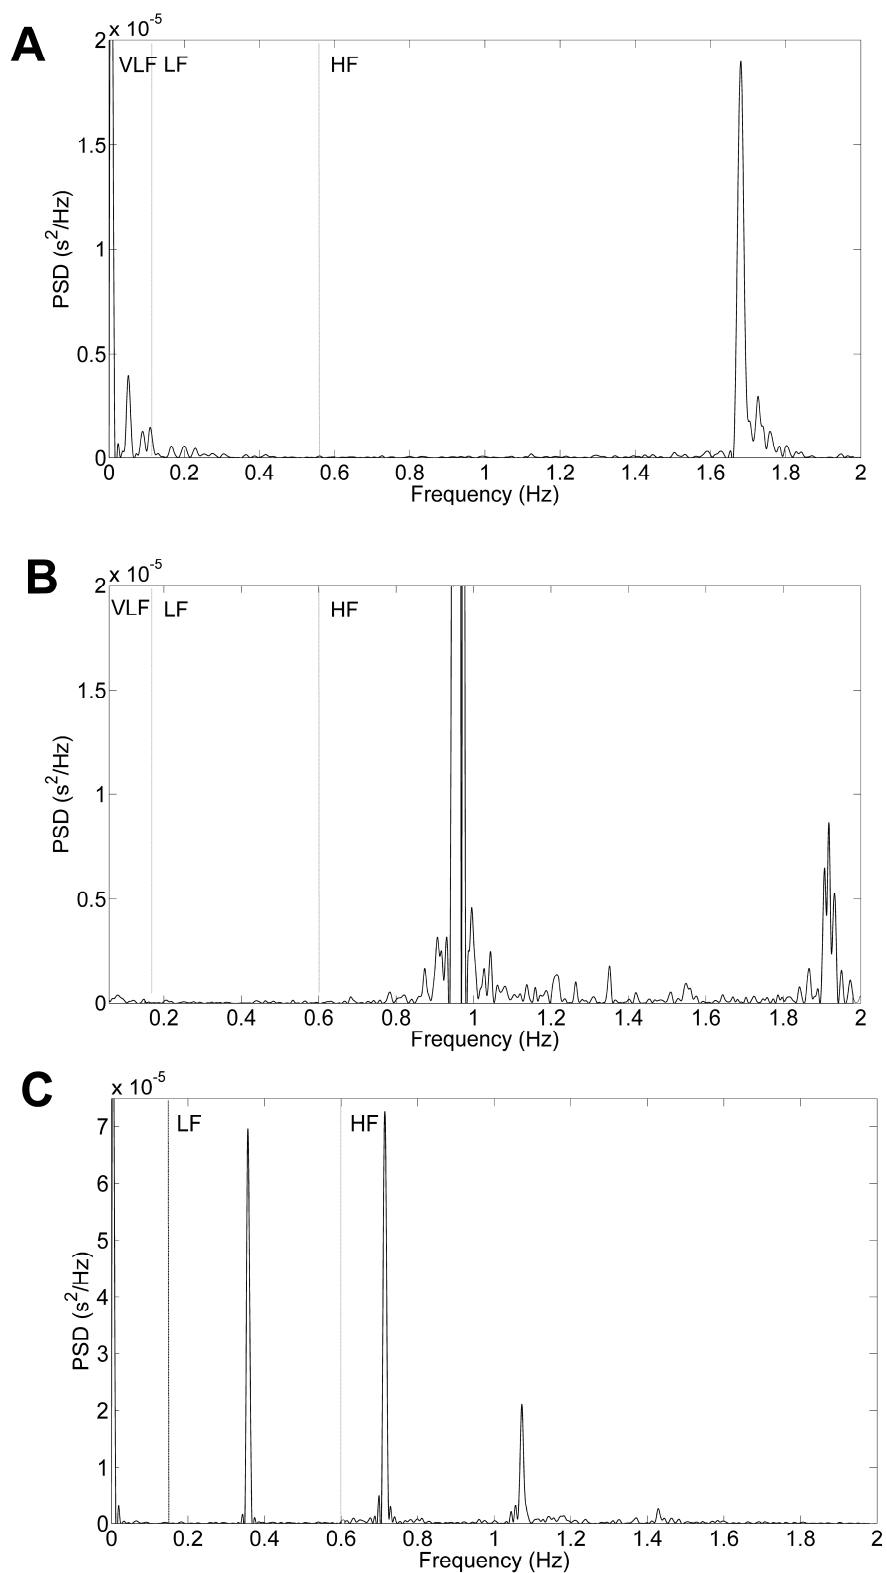 A
x 10-5
2
VLF LF HF
1.5
1
0.5
0
PSD (s2/Hz)
0 0.2 0.4 0.6 0.8 1 1.2 1.4 1.6 1.8 2
Frequency (Hz)
B
x 10-5
2
VLF LF HF
1.5
1
0.5
0
PSD (s2/Hz)
0.2 0.4 0.6 0.8 1 1.2 1.4 1.6 1.8 2
Frequency (Hz)
C
x 10-5
LF HF
7
6
5
4
3
2
1
0
PSD (s2/Hz)
0 0.2 0.4 0.6 0.8 1 1.2 1.4 1.6 1.8 2
Frequency (Hz)